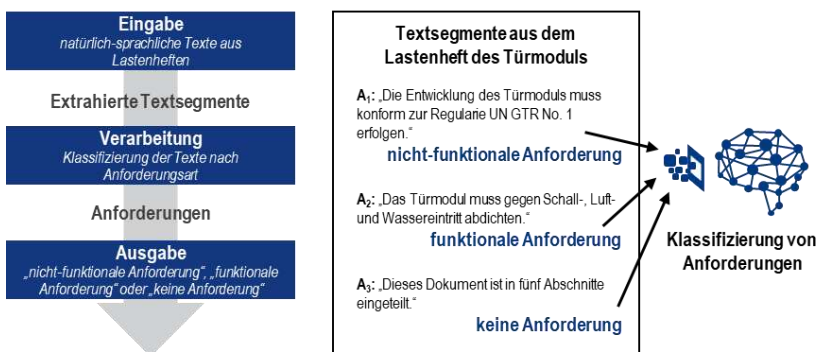 Eingabe
natürlich-sprachliche Texte aus
Lastenheften
Extrahierte Textsegmente
Verarbeitung
Klassifizierung der Texte nach
Anforderungsart
Anforderungen
Ausgabe
„nicht-funktionale Anforderung", „funktionale
Anforderung" oder „keine Anforderung"
Textsegmente aus dem
Lastenheft des Türmoduls
A₁: „Die Entwicklung des Türmoduls muss
konform zur Regularie UN GTR No. 1
erfolgen."
nicht-funktionale Anforderung
A₂: „Das Türmodul muss gegen Schall-, Luft-
und Wassereintritt abdichten."
funktionale Anforderung
A₃: „Dieses Dokument ist in fünf Abschnitte
eingeteilt."
keine Anforderung
Klassifizierung von
Anforderungen